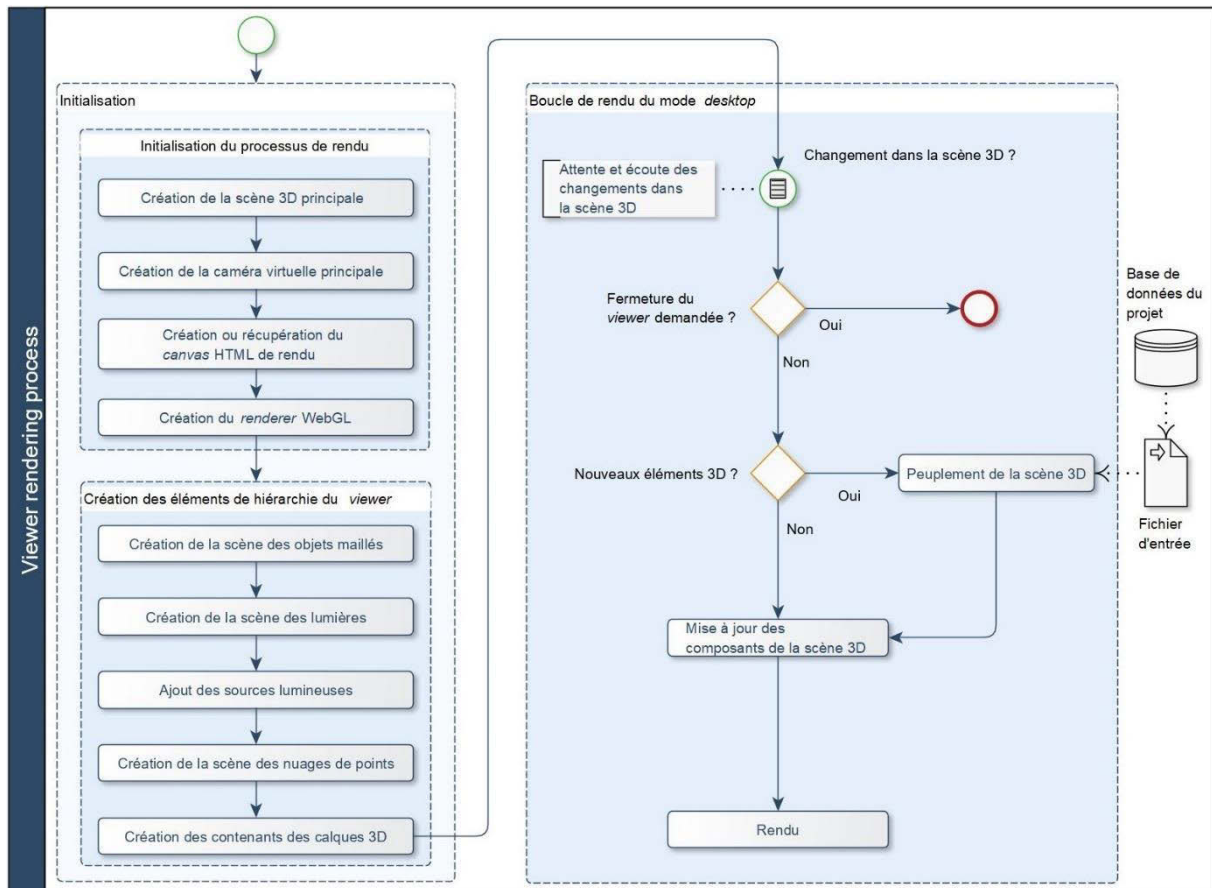 Viewer rendering process
Initialisation
Initialisation du processus de rendu
Création de la scène 3D principale
Création de la caméra virtuelle principale
Création ou récupération du
canvas HTML de rendu
Création du renderer WebGL
Création des éléments de hiérarchie du viewer
Création de la scène des objets maillés
Création de la scène des lumières
Ajout des sources lumineuses
Création de la scène des nuages de points
Création des contenants des calques 3D
Boucle de rendu du mode desktop
Changement dans la scène 3D ?
Attente et écoute des
changements dans
la scène 3D
Fermeture du
viewer demandée ?
Oui
Non
Base de
données du
projet
Nouveaux éléments 3D ?
Oui
Peuplement de la scène 3D
Non
Fichier
d'entrée
Mise à jour des
composants de la scène 3D
Rendu